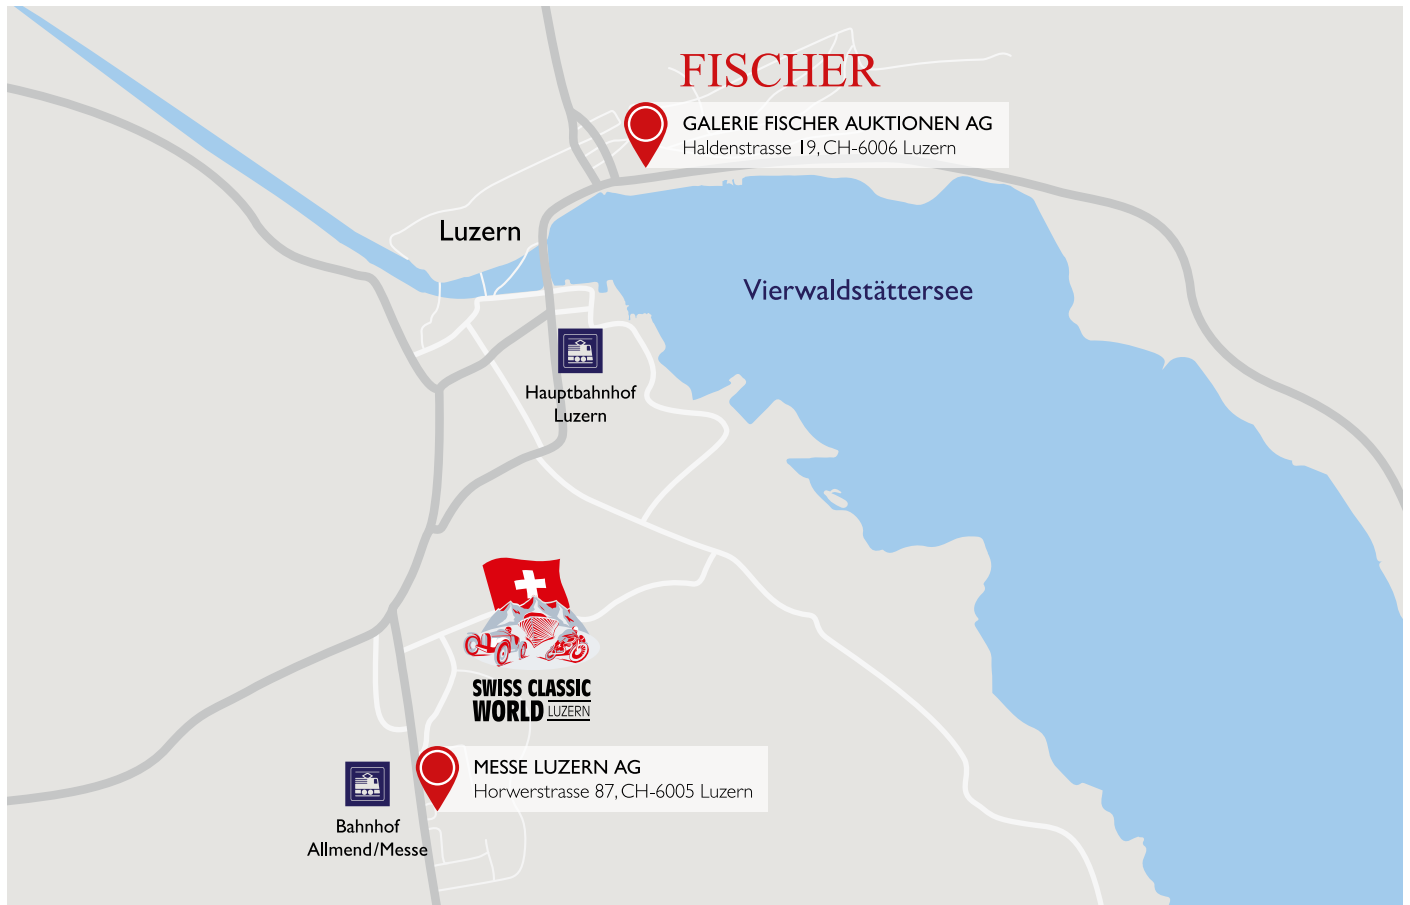 FISCHER
GALERIE FISCHER AUKTIONEN AG
Haldenstrasse 19, CH-6006 Luzern
Luzern
Vierwaldstättersee
Hauptbahnhof
Luzern
SWISS CLASSIC
WORLD LUZERN
MESSE LUZERN AG
Horwerstrasse 87, CH-6005 Luzern
Bahnhof
Allmend/Messe